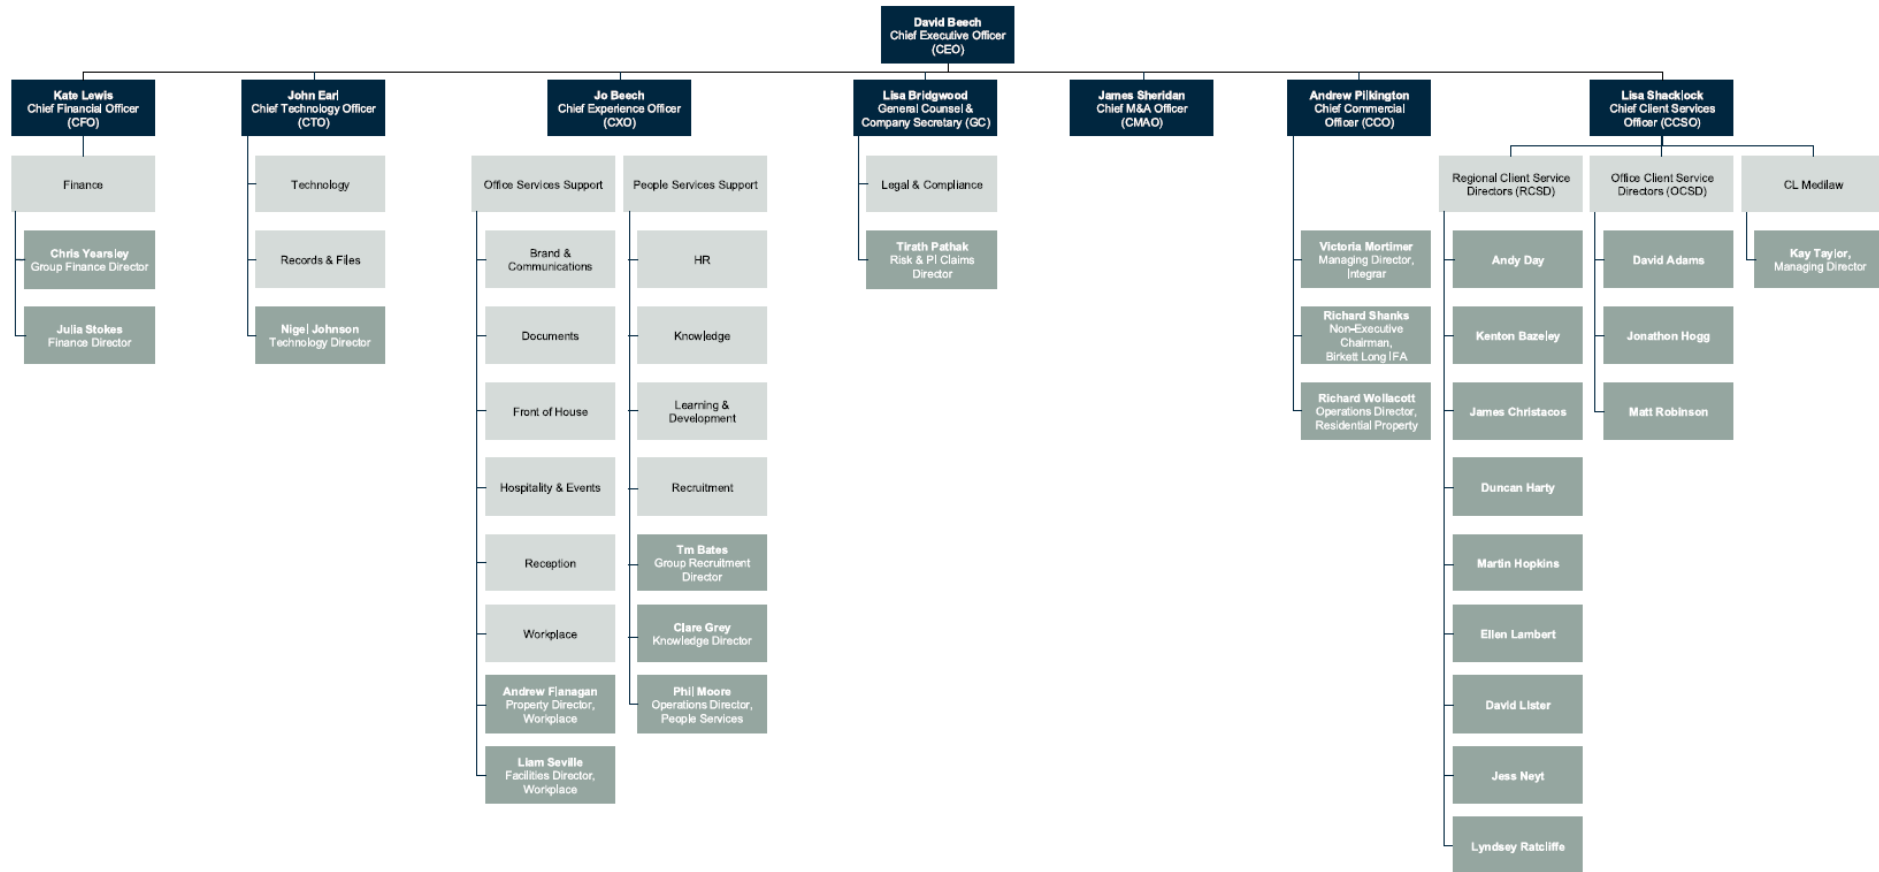 David Beech
Chief Executive Officer
(CEO)
Kate Lewis
Chief Financial Officer
(CFO)
John Earl
Chief Technology Officer
(CTO)
Jo Beech
Chief Experience Officer
(CXO)
Lisa Bridgwood
General Counsel &
Company Secretary (GC)
James Sheridan
Chief M&A Officer
(CMAO)
Andrew Pilkington
Chief Commercial
Officer (CCO)
Lisa Shacklock
Chief Client Services
Officer (CCSO)
Finance
Chris Yearsley
Group Finance Director
Julia Stokes
Finance Director
Technology
Records & Files
Nigel Johnson
Technology Director
Office Services Support
Brand &
Communications
Documents
Front of House
Hospitality & Events
Reception
Workplace
Andrew Flanagan
Property Director,
Workplace
Liam Seville
Facilities Director,
Workplace
People Services Support
HR
Knowledge
Learning &
Development
Recruitment
Tm Bates
Group Recruitment
Director
Clare Grey
Knowledge Director
Phil Moore
Operations Director,
People Services
Legal & Compliance
Tirath Pathak
Risk & PI Claims
Director
Victoria Mortimer
Managing Director,
Integrar
Richard Shanks
Non-Executive
Chairman,
Birkett Long IFA
Richard Wollacott
Operations Director,
Residential Property
Regional Client Service
Directors (RCSD)
Andy Day
Kenton Bazeley
James Christacos
Duncan Harty
Martin Hopkins
Ellen Lambert
David Lister
Jess Neyt
Lyndsey Ratcliffe
Office Client Service
Directors (OCSD)
David Adams
Jonathon Hogg
Matt Robinson
CL Medilaw
Kay Taylor,
Managing Director